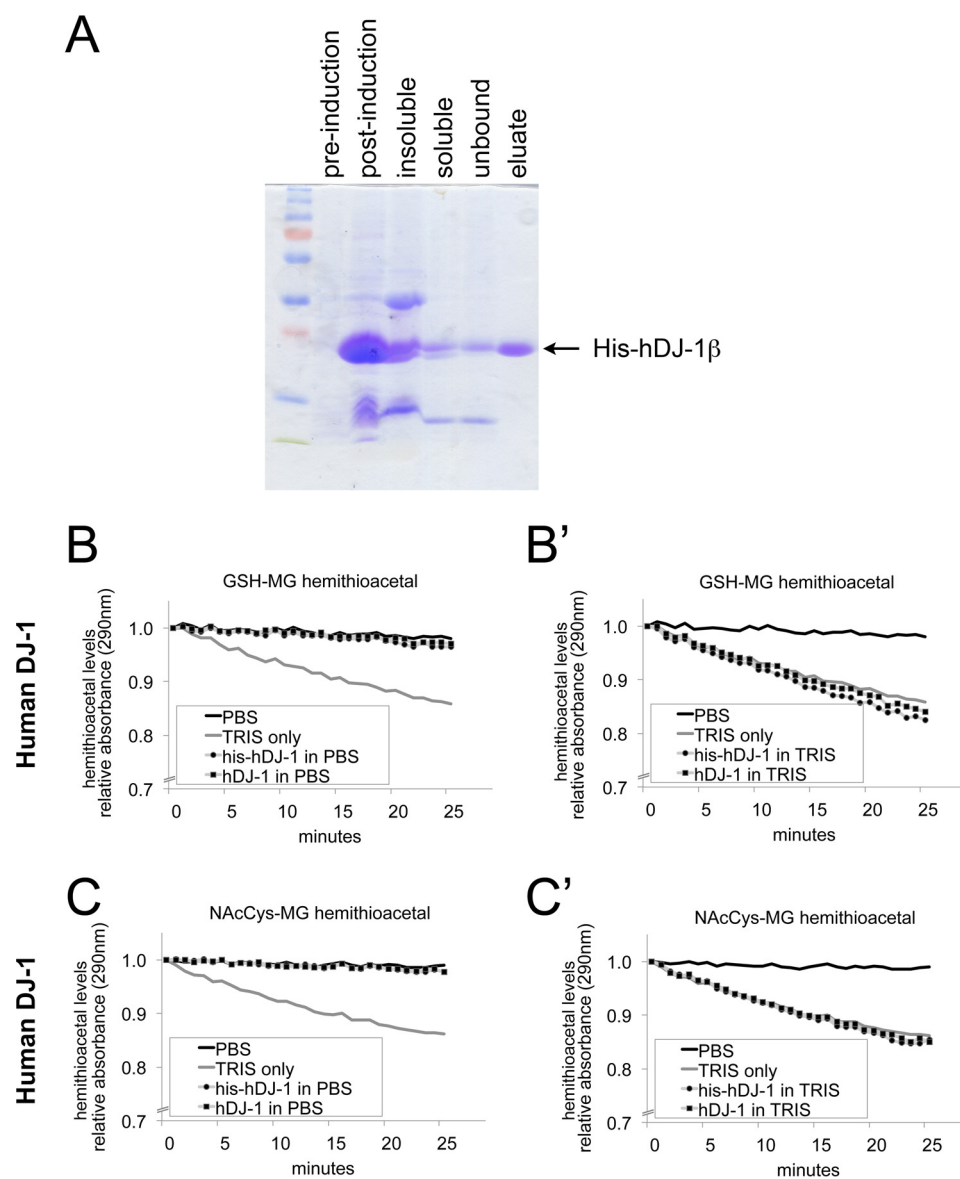 A
pre-induction
post-induction
insoluble
soluble
unbound
eluate
His-hDJ-1β
Human DJ-1
B
GSH-MG hemithioacetal
hemithioacetal levels
relative absorbance (290nm)
1.0
0.9
0.8
0.7
PBS
TRIS only
his-hDJ-1 in PBS
hDJ-1 in PBS
0 5 10 15 20 25
minutes
B'
GSH-MG hemithioacetal
hemithioacetal levels
relative absorbance (290nm)
1.0
0.9
0.8
0.7
PBS
TRIS only
his-hDJ-1 in TRIS
hDJ-1 in TRIS
0 5 10 15 20 25
minutes
Human DJ-1
C
NAcCys-MG hemithioacetal
hemithioacetal levels
relative absorbance (290nm)
1.0
0.9
0.8
0.7
PBS
TRIS only
his-hDJ-1 in PBS
hDJ-1 in PBS
0 5 10 15 20 25
minutes
C'
NAcCys-MG hemithioacetal
hemithioacetal levels
relative absorbance (290nm)
1.0
0.9
0.8
0.7
PBS
TRIS only
his-hDJ-1 in TRIS
hDJ-1 in TRIS
0 5 10 15 20 25
minutes